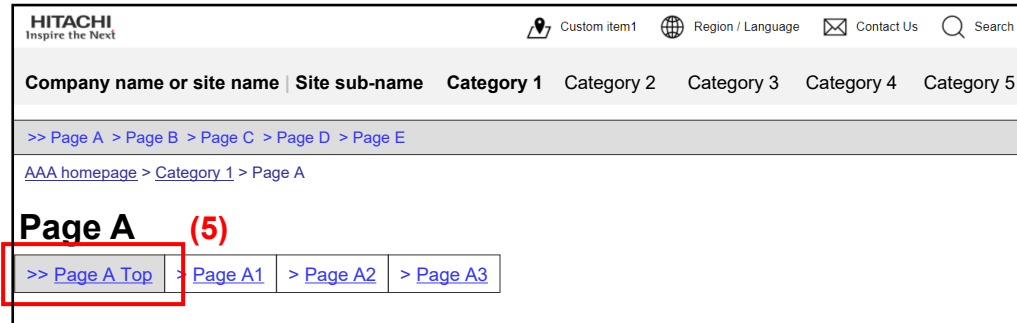 HITACHI
Inspire the Next
Custom item1 Region / Language Contact Us Search
Company name or site name | Site sub-name Category 1 Category 2 Category 3 Category 4 Category 5
>> Page A > Page B > Page C > Page D > Page E
AAA homepage > Category 1 > Page A
Page A (5)
>> Page A Top > Page A1 > Page A2 > Page A3